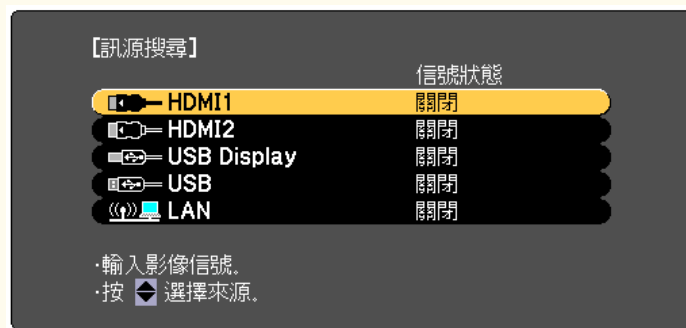 [訊源搜尋]
信號狀態
HDMI1 關閉
HDMI2 關閉
USB Display 關閉
USB 關閉
LAN 關閉
·輸入影像信號。
·按 選擇來源。